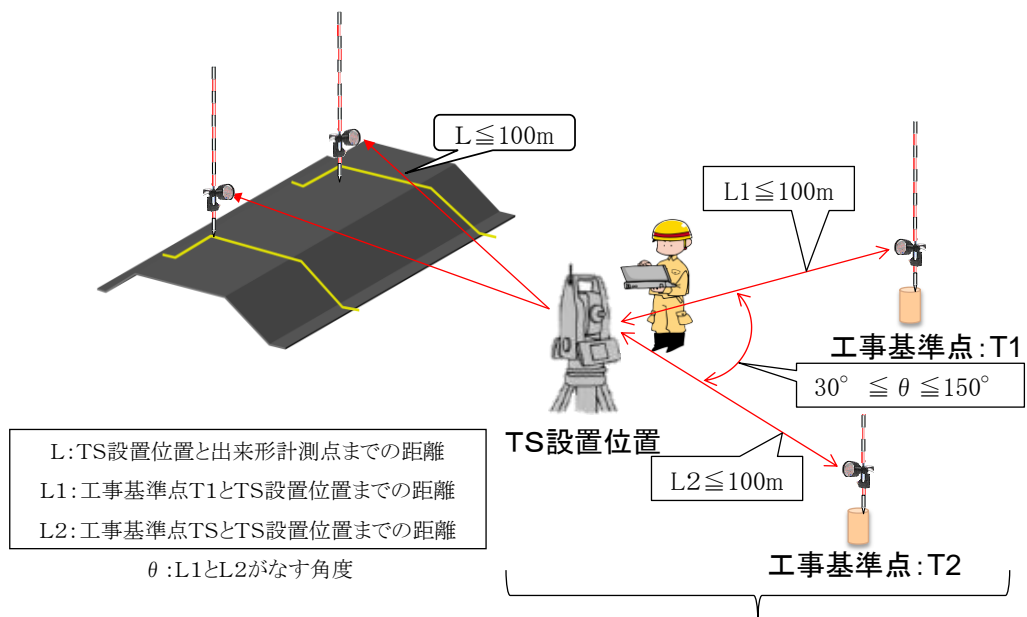 L≦100m
L1≦100m
工事基準点:T1
30° ≦θ≦150°
TS設置位置
L2≦100m
工事基準点:T2
L:TS設置位置と出来形計測点までの距離
L1:工事基準点T1とTS設置位置までの距離
L2:工事基準点TSとTS設置位置までの距離
θ:L1とL2がなす角度